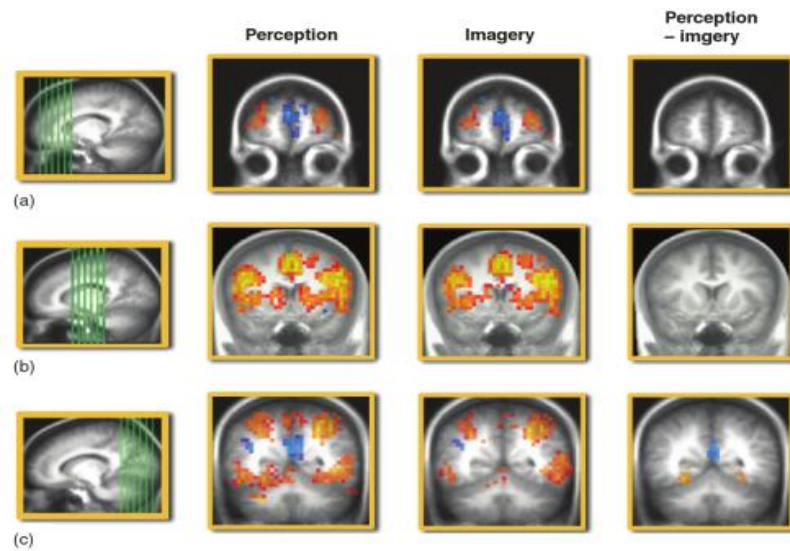 Perception
Imagery
Perception
– imgery
(a)
(b)
(c)